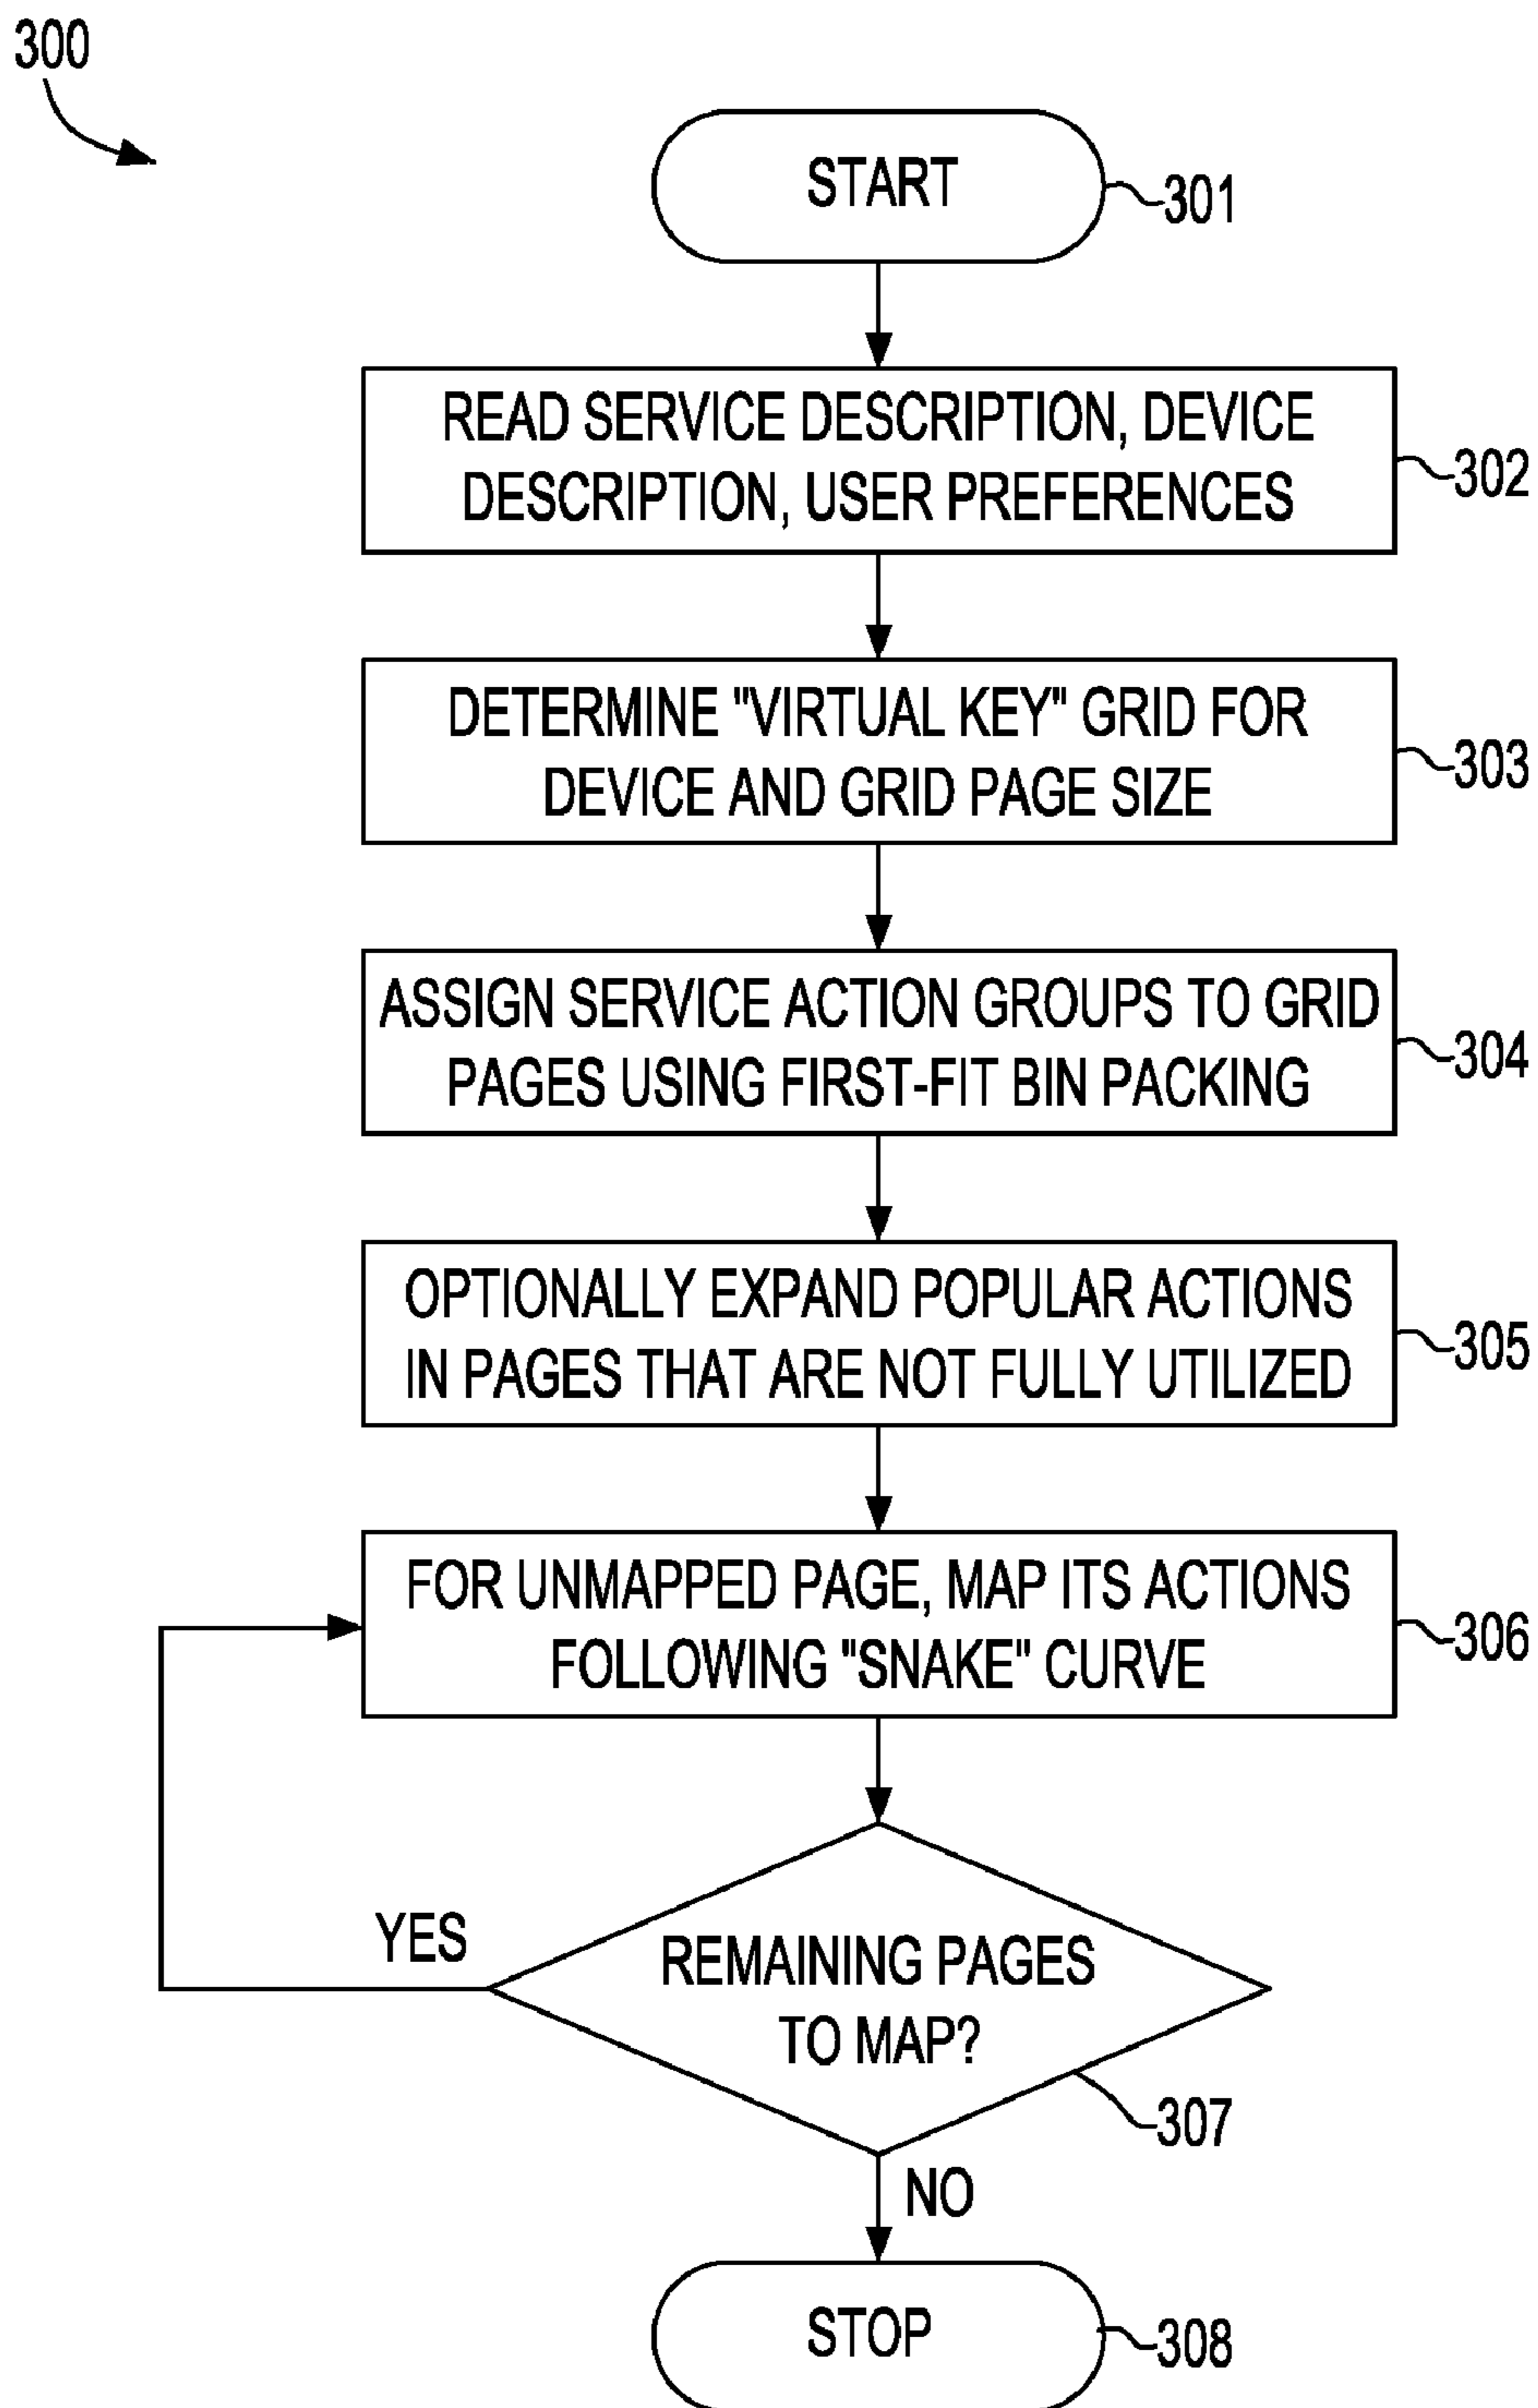 300
START
301
READ SERVICE DESCRIPTION, DEVICE
DESCRIPTION, USER PREFERENCES
302
DETERMINE "VIRTUAL KEY" GRID FOR
DEVICE AND GRID PAGE SIZE
303
ASSIGN SERVICE ACTION GROUPS TO GRID
PAGES USING FIRST-FIT BIN PACKING
304
OPTIONALLY EXPAND POPULAR ACTIONS
IN PAGES THAT ARE NOT FULLY UTILIZED
305
FOR UNMAPPED PAGE, MAP ITS ACTIONS
FOLLOWING "SNAKE" CURVE
306
YES
REMAINING PAGES
TO MAP?
307
NO
STOP
308